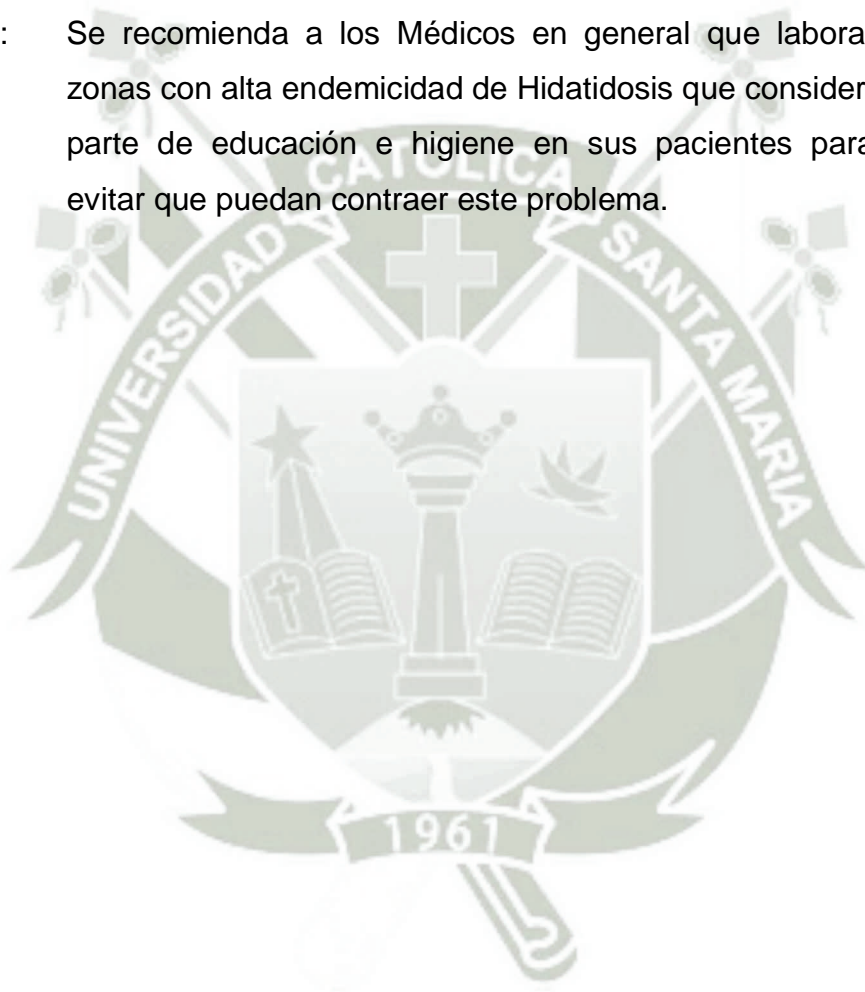 : Se recomienda a los Médicos en general que labora
zonas con alta endemicidad de Hidatidosis que consider
parte de educación e higiene en sus pacientes para
evitar que puedan contraer este problema.
UNIVERSIDAD CATOLICA SANTA MARIA
1961